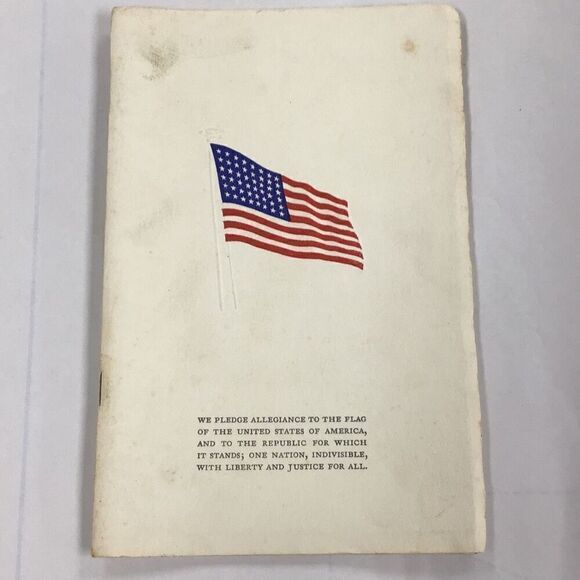 WE PLEDGE ALLEGIANCE TO THE FLAG
OF THE UNITED STATES OF AMERICA,
AND TO THE REPUBLIC FOR WHICH
IT STANDS; ONE NATION, INDIVISIBLE,
WITH LIBERTY AND JUSTICE FOR ALL.